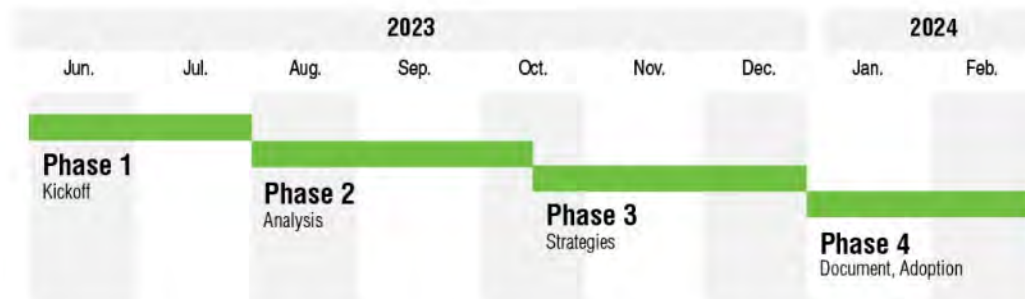 2023 2024
Jun. Jul. Aug. Sep. Oct. Nov. Dec. Jan. Feb.
Phase 1
Kickoff
Phase 2
Analysis
Phase 3
Strategies
Phase 4
Document, Adoption